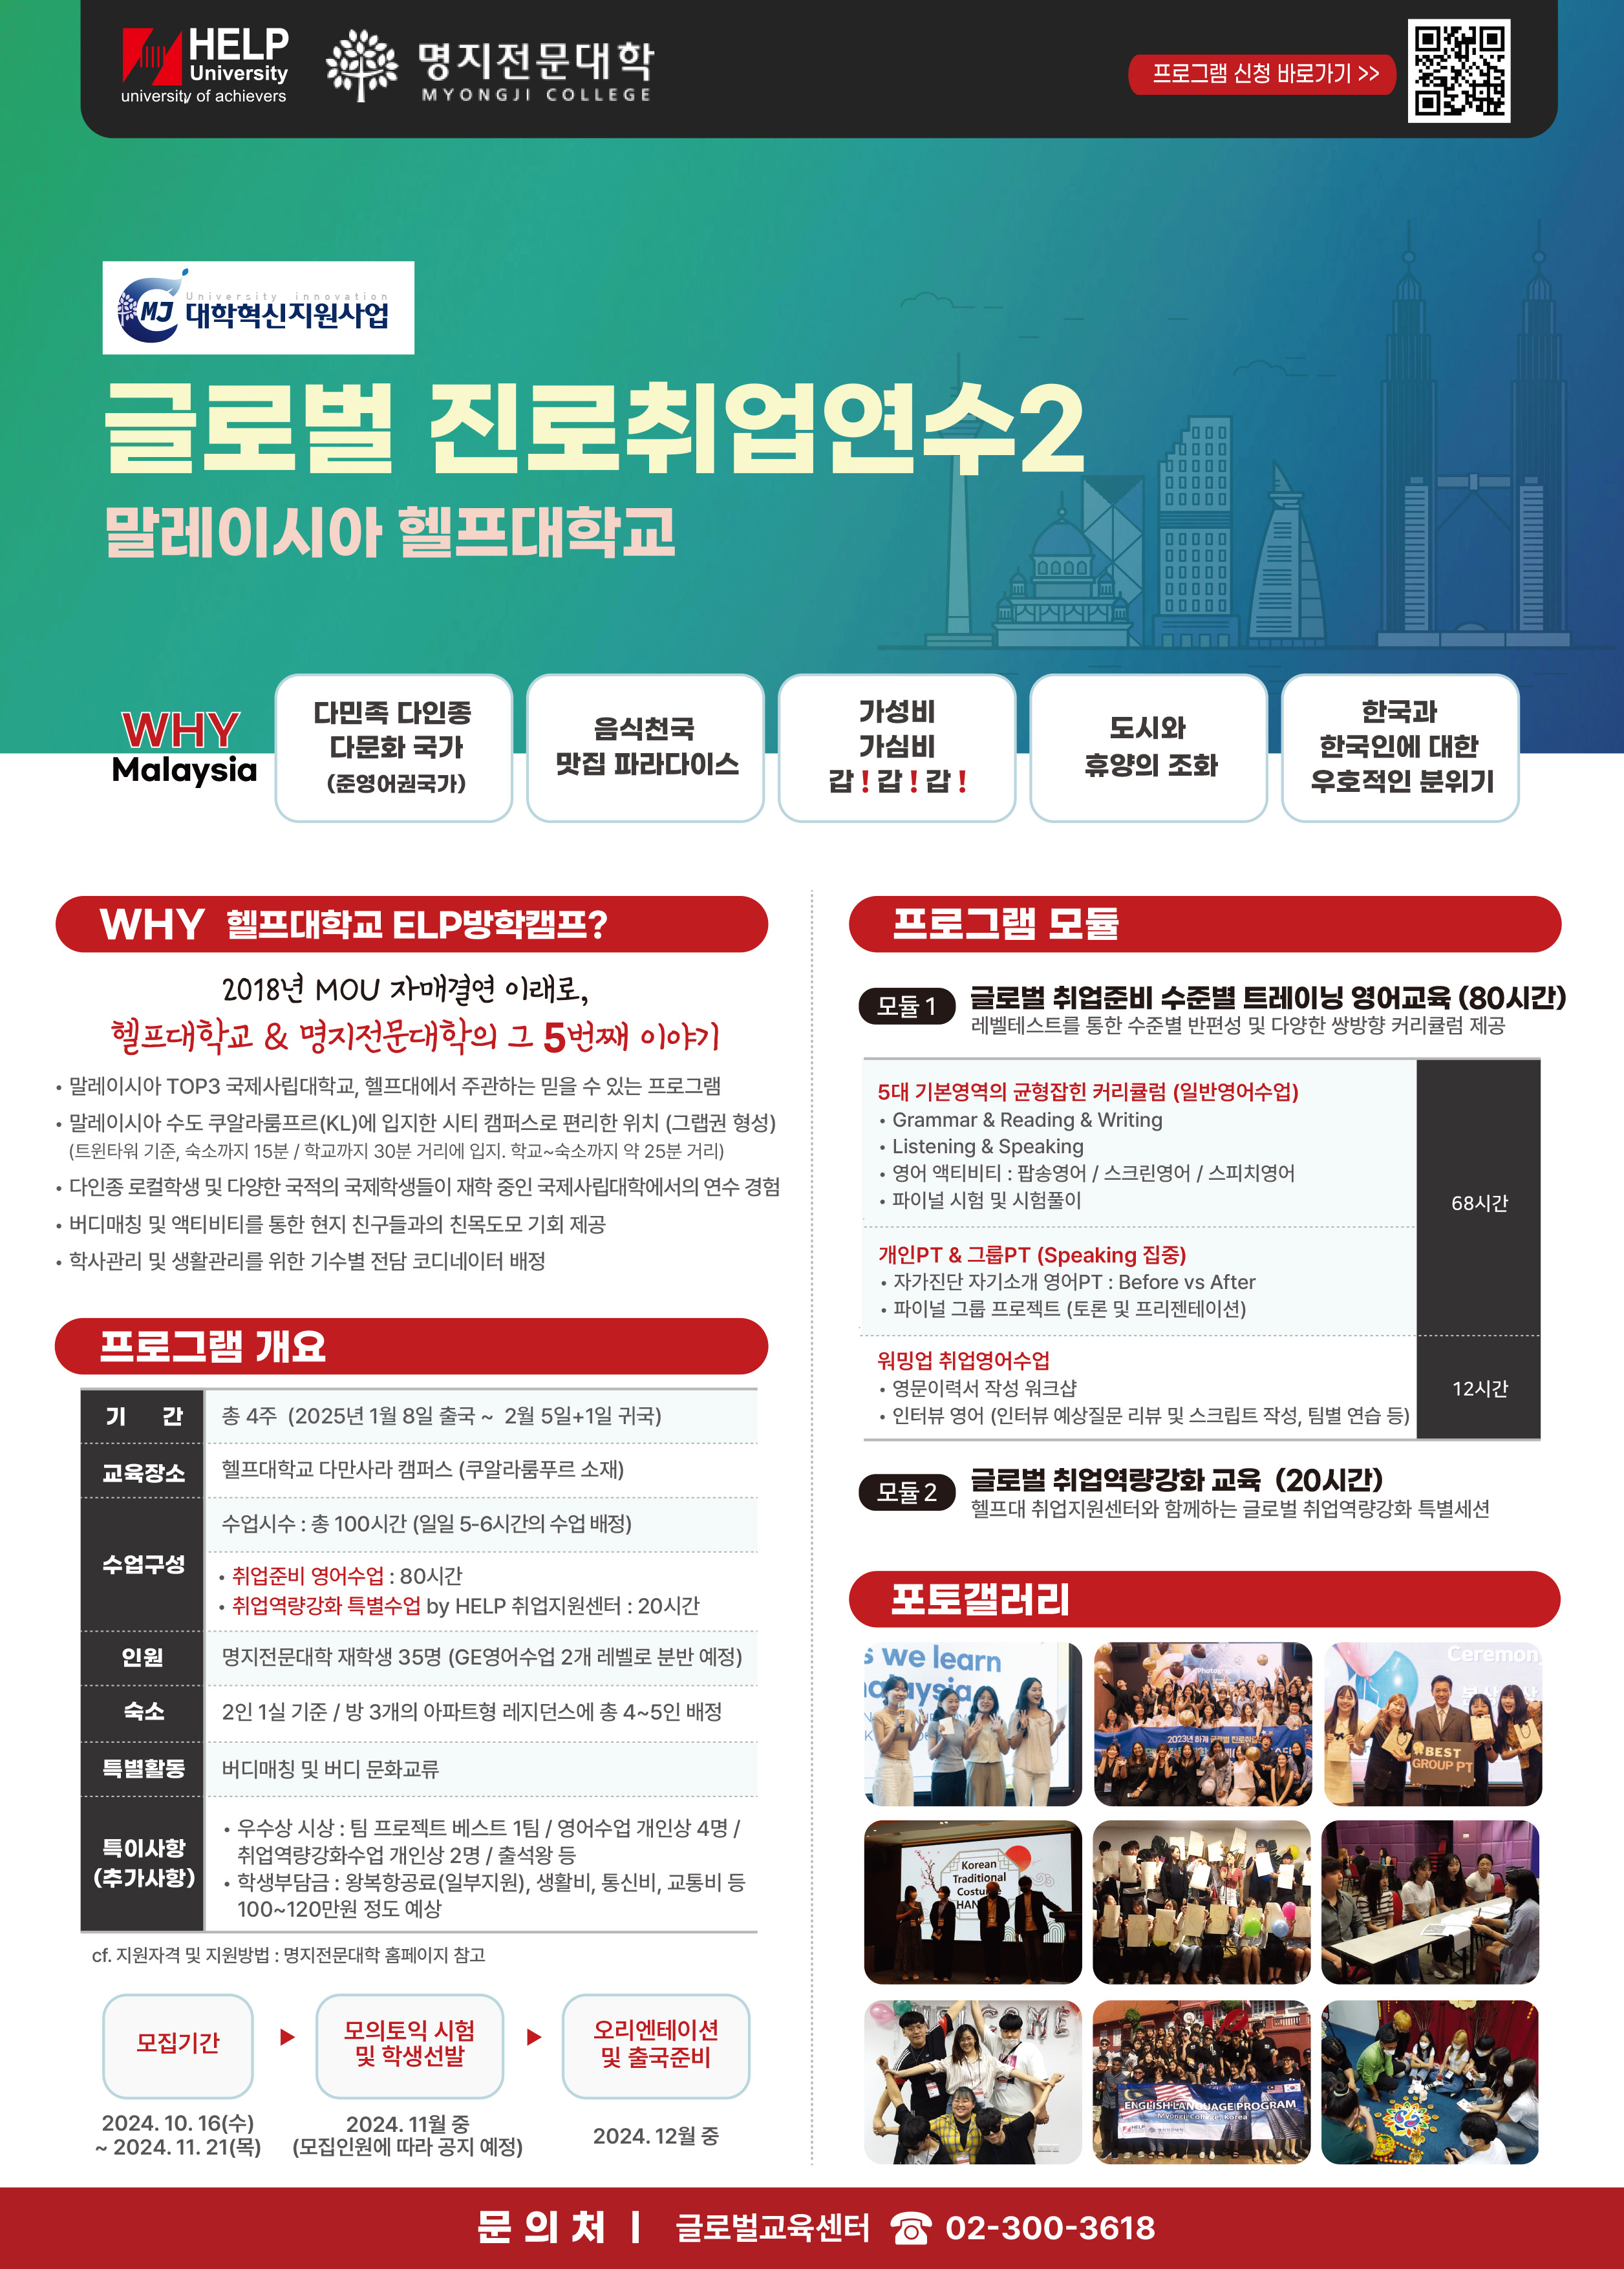 HELP
University
university of achievers
명지전문대학
MYONGJI COLLEGE
프로그램 신청 바로가기 >>
University innovation
MJ 대학혁신지원사업
글로벌 진로취업연수2
말레이시아 헬프대학교
WHY
Malaysia
다민족 다인종
다문화 국가
(준영어권국가)
음식천국
맛집 파라다이스
가성비
가심비
갑! 갑! 갑!
도시와
휴양의 조화
한국과
한국인에 대한
우호적인 분위기
WHY 헬프대학교 ELP방학캠프?
2018년 MOU 자매결연 이래로,
헬프대학교 & 명지전문대학의 그 5번째 이야기
• 말레이시아 TOP3 국제사립대학교, 헬프대에서 주관하는 믿을 수 있는 프로그램
• 말레이시아 수도 쿠알라룸프르(KL)에 입지한 시티 캠퍼스로 편리한 위치 (그랩권 형성)
(트윈타워 기준, 숙소까지 15분 / 학교까지 30분 거리에 입지. 학교~숙소까지 약 25분 거리)
• 다인종 로컬학생 및 다양한 국적의 국제학생들이 재학 중인 국제사립대학에서의 연수 경험
• 버디매칭 및 액티비티를 통한 현지 친구들과의 친목도모 기회 제공
• 학사관리 및 생활관리를 위한 기수별 전담 코디네이터 배정
프로그램 개요
기 간
총 4주 (2025년 1월 8일 출국 ~ 2월 5일+1일 귀국)
교육장소
헬프대학교 다만사라 캠퍼스 (쿠알라룸푸르 소재)
수업구성
수업시수 : 총 100시간 (일일 5-6시간의 수업 배정)
• 취업준비 영어수업 : 80시간
• 취업역량강화 특별수업 by HELP 취업지원센터 : 20시간
인원
명지전문대학 재학생 35명 (GE영어수업 2개 레벨로 분반 예정)
숙소
2인 1실 기준 / 방 3개의 아파트형 레지던스에 총 4~5인 배정
특별활동
버디매칭 및 버디 문화교류
특이사항
(추가사항)
• 우수상 시상 : 팀 프로젝트 베스트 1팀 / 영어수업 개인상 4명 /
취업역량강화수업 개인상 2명 / 출석왕 등
• 학생부담금 : 왕복항공료(일부지원), 생활비, 통신비, 교통비 등
100~120만원 정도 예상
cf. 지원자격 및 지원방법 : 명지전문대학 홈페이지 참고
모집기간
2024. 10. 16(수)
~ 2024. 11. 21(목)
모의토익 시험
및 학생선발
2024. 11월 중
(모집인원에 따라 공지 예정)
오리엔테이션
및 출국준비
2024. 12월 중
프로그램 모듈
모듈 1
글로벌 취업준비 수준별 트레이닝 영어교육 (80시간)
레벨테스트를 통한 수준별 반편성 및 다양한 쌍방향 커리큘럼 제공
5대 기본영역의 균형잡힌 커리큘럼 (일반영어수업)
• Grammar & Reading & Writing
• Listening & Speaking
• 영어 액티비티 : 팝송영어 / 스크린영어 / 스피치영어
• 파이널 시험 및 시험풀이
68시간
개인PT & 그룹PT (Speaking 집중)
• 자가진단 자기소개 영어PT : Before vs After
• 파이널 그룹 프로젝트 (토론 및 프리젠테이션)
워밍업 취업영어수업
• 영문이력서 작성 워크샵
• 인터뷰 영어 (인터뷰 예상질문 리뷰 및 스크립트 작성, 팀별 연습 등)
12시간
모듈 2
글로벌 취업역량강화 교육 (20시간)
헬프대 취업지원센터와 함께하는 글로벌 취업역량강화 특별세션
포토갤러리
s we learn
BEST
GROUP PT
Korean
Traditional
ENGLISH LANGUAGE PROGRAM
Myongji College, Korea
문 의 처 | 글로벌교육센터 ☎ 02-300-3618